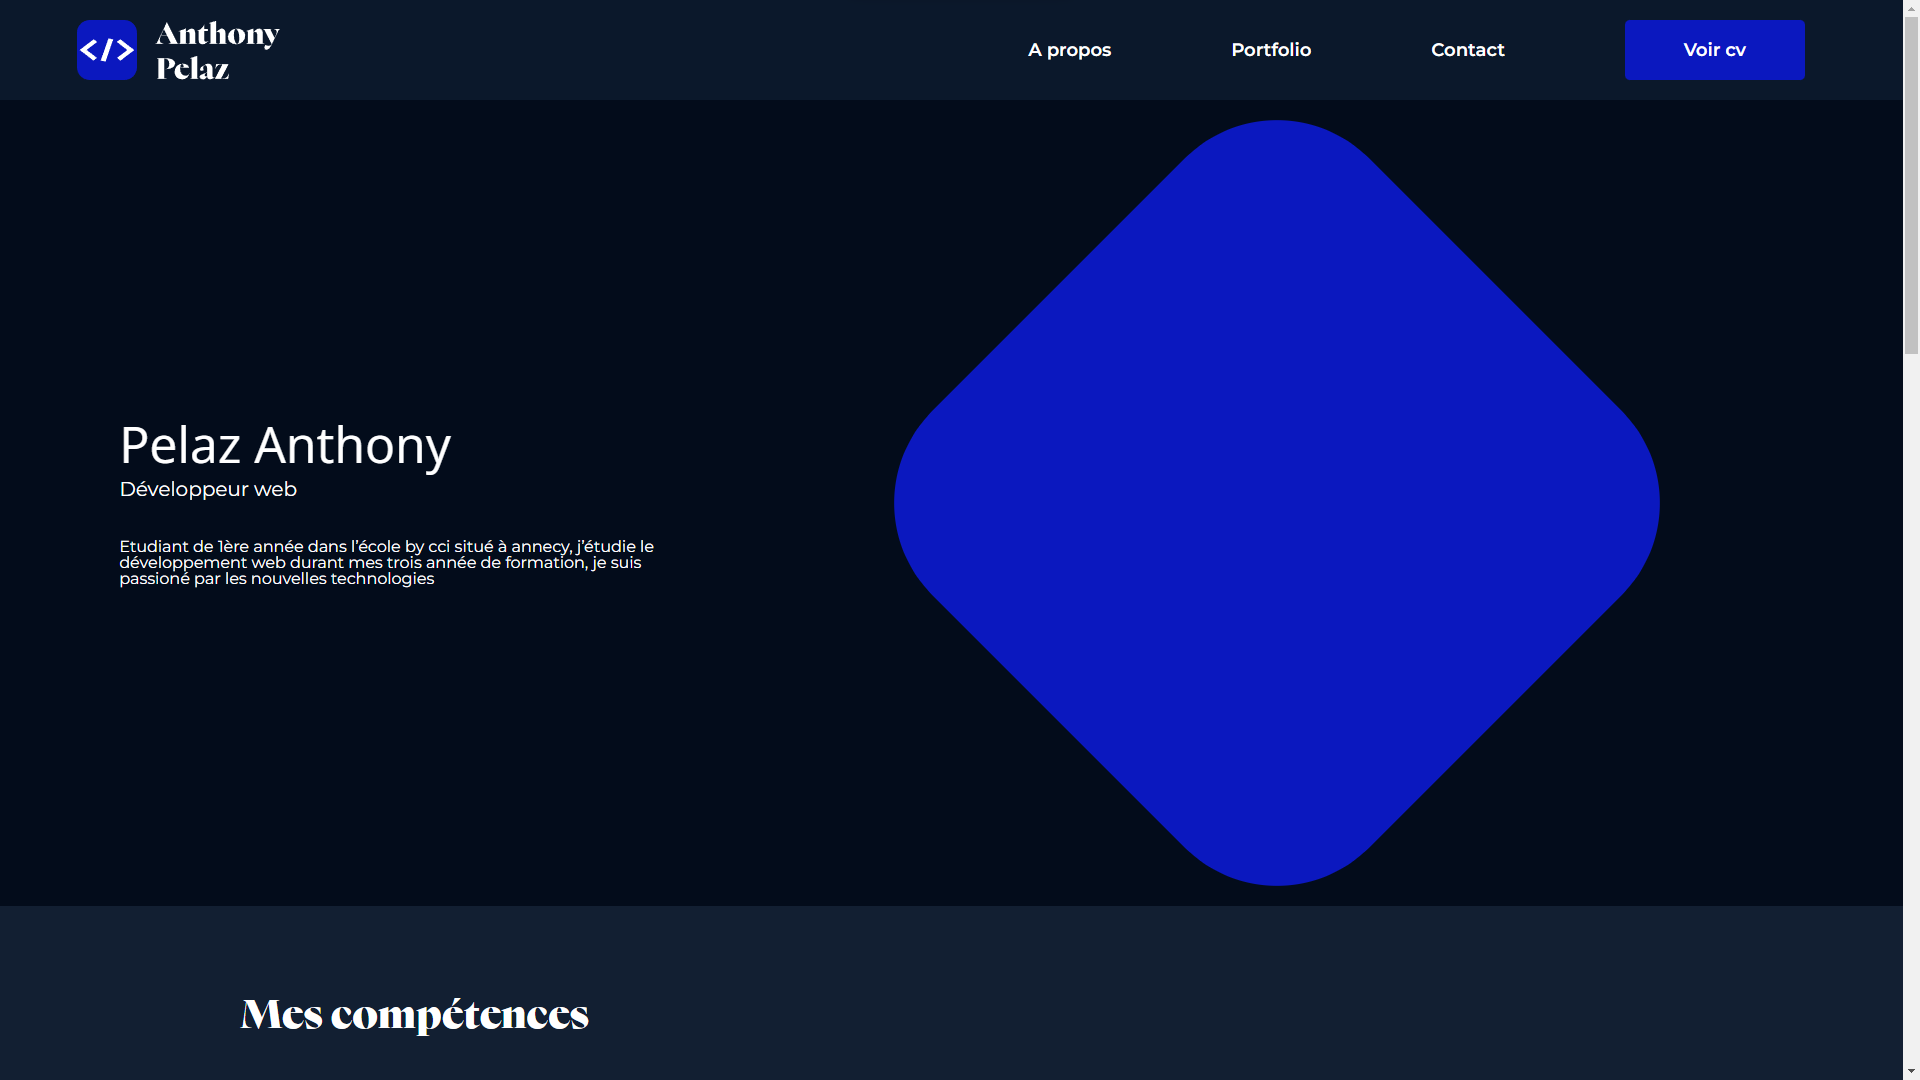 </>
Anthony
Pelaz
A propos
Portfolio
Contact
Voir cv
Pelaz Anthony
Développeur web
Etudiant de 1ère année dans l’école by cci situé à annecy, j’étudie le
développement web durant mes trois année de formation, je suis
passioné par les nouvelles technologies
Mes compétences